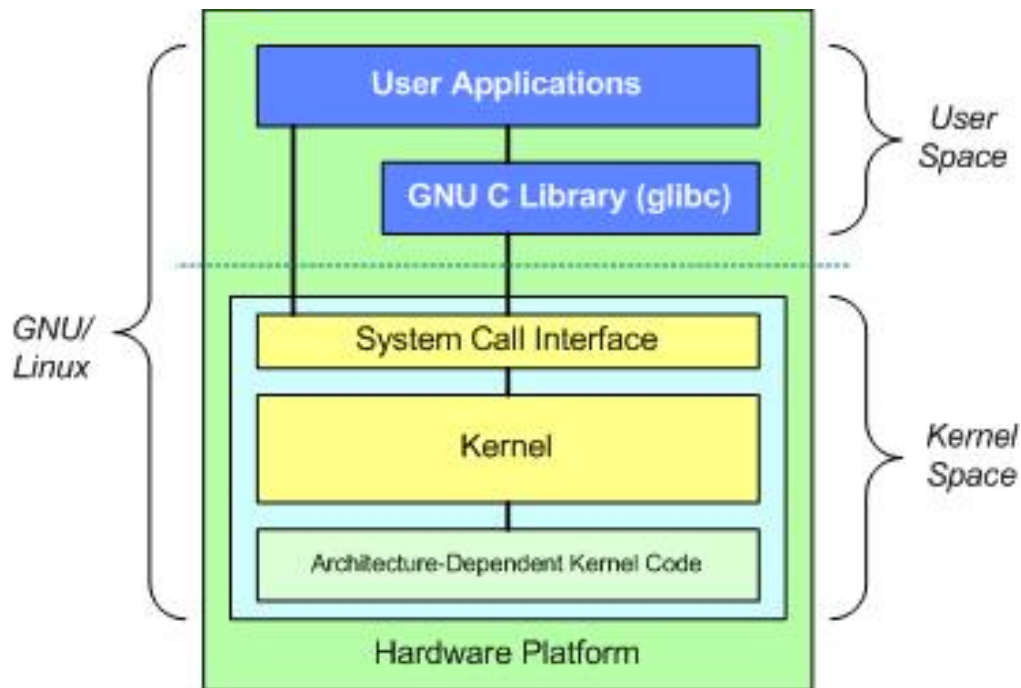 User Applications
GNU C Library (glibc)
User
Space
GNU/
Linux
System Call Interface
Kernel
Architecture-Dependent Kernel Code
Kernel
Space
Hardware Platform